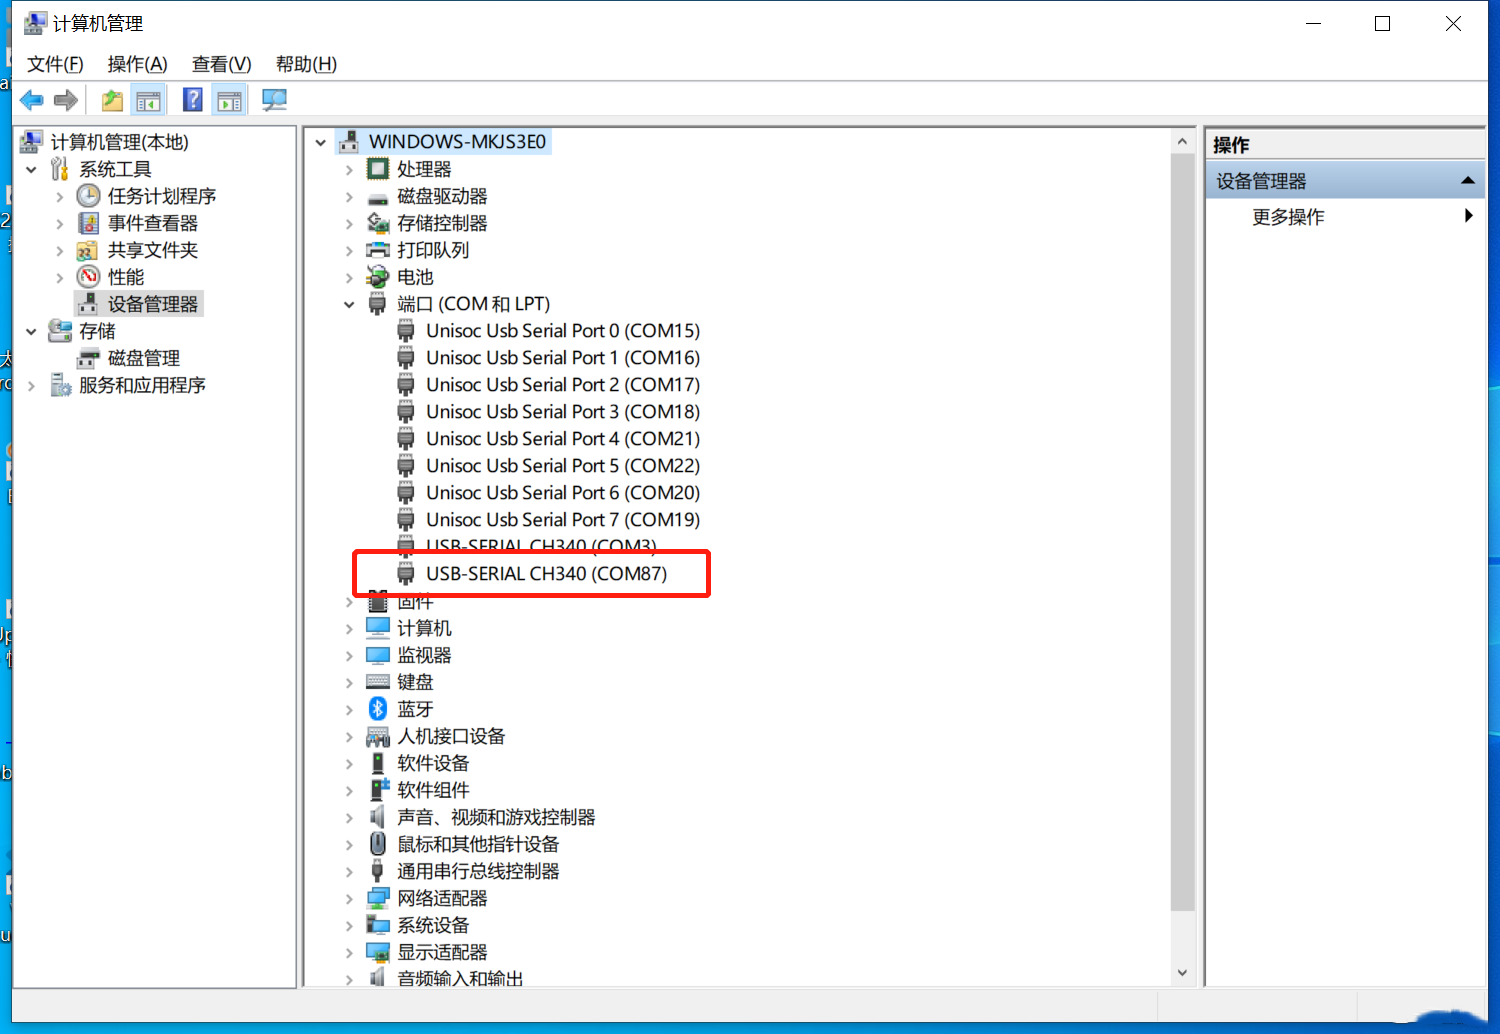 计算机管理
文件(F) 操作(A) 查看(V) 帮助(H)
计算机管理(本地)
系统工具
任务计划程序
事件查看器
共享文件夹
性能
设备管理器
存储
磁盘管理
服务和应用程序
WINDOWS-MKJS3E0
处理器
磁盘驱动器
存储控制器
打印队列
电池
端口 (COM 和 LPT)
Unisoc Usb Serial Port 0 (COM15)
Unisoc Usb Serial Port 1 (COM16)
Unisoc Usb Serial Port 2 (COM17)
Unisoc Usb Serial Port 3 (COM18)
Unisoc Usb Serial Port 4 (COM21)
Unisoc Usb Serial Port 5 (COM22)
Unisoc Usb Serial Port 6 (COM20)
Unisoc Usb Serial Port 7 (COM19)
USB-SERIAL CH340 (COM3)
USB-SERIAL CH340 (COM87)
固件
计算机
监视器
键盘
蓝牙
人机接口设备
软件设备
软件组件
声音、视频和游戏控制器
鼠标和其他指针设备
通用串行总线控制器
网络适配器
系统设备
显示适配器
音频输入和输出
操作
设备管理器
更多操作